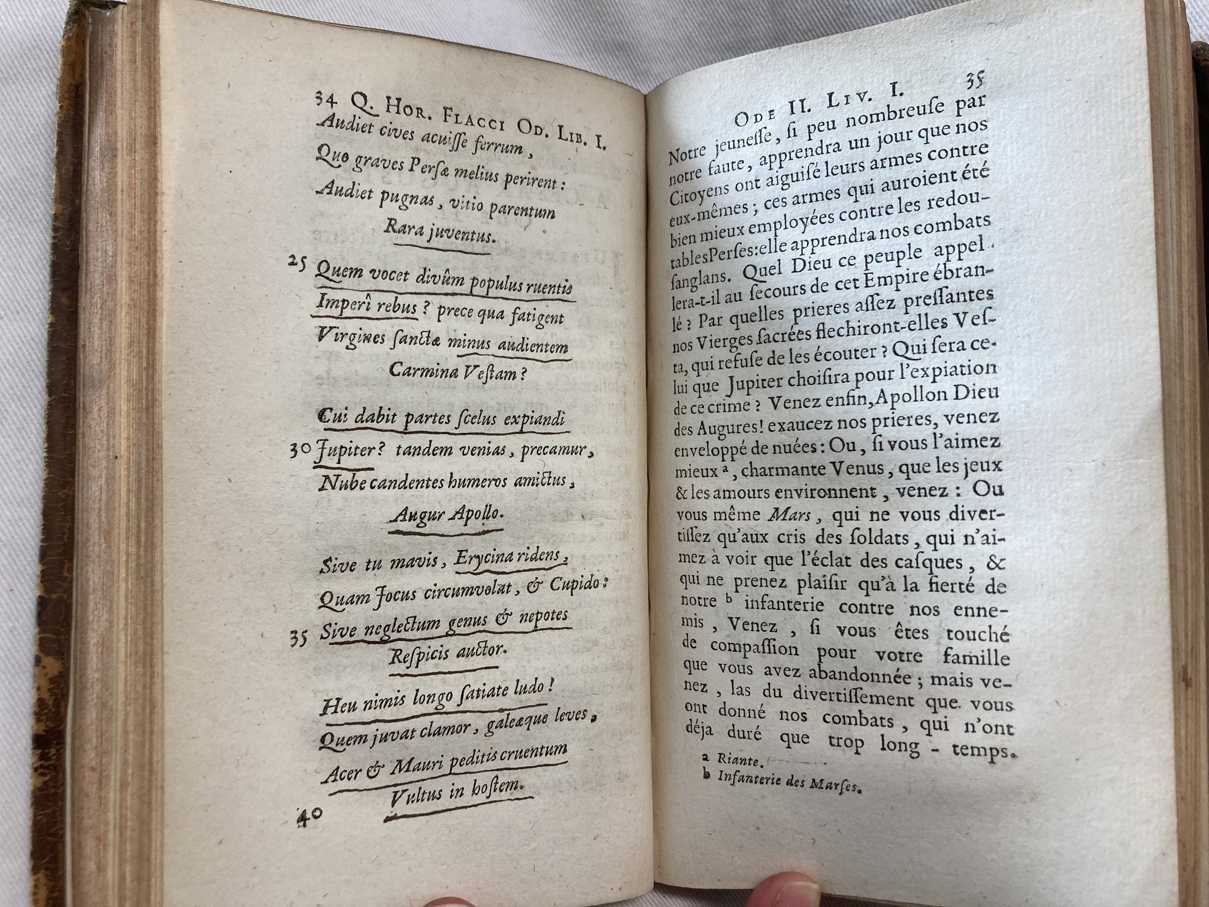 34 Q. Hor. Flacci Od. Lib. I.
Audiet cives acuiſſe ferrum,
Quo graves Perſæ melius perirent:
Audiet pugnas, vitio parentum
Rara juventus.
25 Quem vocet divûm populus ruentis
Imperî rebus? prece qua fatigent
Virgines ſanctæ minus audientem
Carmina Veſtam?
Cui dabit partes ſcelus expiandi
30 Jupiter? tandem venias, precamur,
Nube candentes humeros amictus,
Augur Apollo.
Sive tu mavis, Erycina ridens,
Quam Jocus circumvolat, & Cupido:
35 Sive neglectum genus & nepotes
Reſpicis auctor.
Heu nimis longo ſatiate ludo!
Quem juvat clamor, galeæque leves,
Acer & Mauri peditis cruentum
40 Vultus in hoſtem.
Ode II. Liv. I. 35
Notre jeuneſſe, ſi peu nombreuſe par
notre faute, apprendra un jour que nos
Citoyens ont aiguiſé leurs armes contre
eux-mêmes; ces armes qui auroient été
bien mieux employées contre les redou-
tables Perſes: elle apprendra nos combats
ſanglans. Quel Dieu ce peuple appel
lera-t-il au ſecours de cet Empire ébran-
lé? Par quelles prieres aſſez preſſantes
nos Vierges ſacrées flechiront-elles Veſ-
ta, qui refuſe de les écouter? Qui ſera ce-
lui que Jupiter choiſira pour l'expiation
de ce crime? Venez enfin, Apollon Dieu
des Augures! exaucez nos prieres, venez
enveloppé de nuées: Ou, ſi vous l'aimez
mieux a, charmante Venus, que les jeux
& les amours environnent, venez: Ou
vous même Mars, qui ne vous diver-
tiſſez qu'aux cris des ſoldats, qui n'ai-
mez à voir que l'éclat des caſques, &
qui ne prenez plaiſir qu'à la fierté de
notre b infanterie contre nos enne-
mis, Venez, ſi vous êtes touché
de compaſſion pour votre famille
que vous avez abandonnée; mais ve-
nez, las du divertiſſement que vous
ont donné nos combats, qui n'ont
déja duré que trop long-temps.
a Riante.
b Infanterie des Marſes.